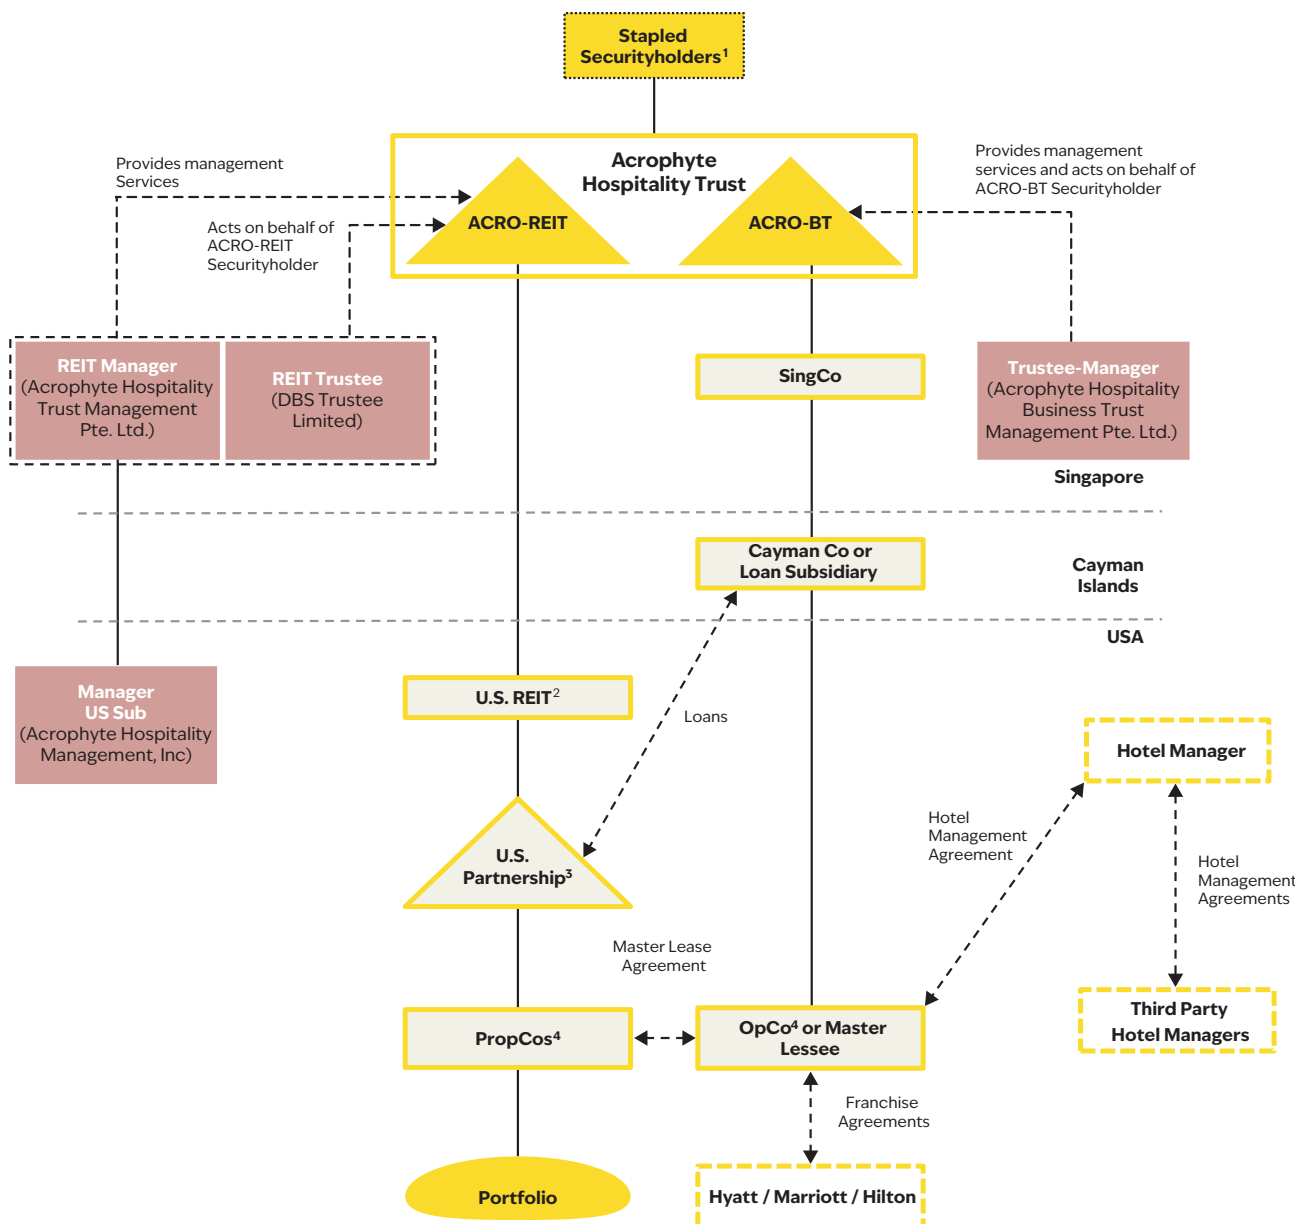 Stapled
Securityholders¹
Acrophyte
Hospitality Trust
ACRO-REIT
ACRO-BT
Provides management
Services
Acts on behalf of
ACRO-REIT
Securityholder
Provides management
services and acts on behalf of
ACRO-BT Securityholder
REIT Manager
(Acrophyte Hospitality
Trust Management
Pte. Ltd.)
REIT Trustee
(DBS Trustee
Limited)
SingCo
Trustee-Manager
(Acrophyte Hospitality
Business Trust
Management Pte. Ltd.)
Singapore
Cayman Co or
Loan Subsidiary
Cayman
Islands
USA
Manager
US Sub
(Acrophyte Hospitality
Management, Inc)
U.S. REIT²
Loans
Hotel Manager
U.S.
Partnership³
Hotel
Management
Agreement
Hotel
Management
Agreements
Master Lease
Agreement
PropCos⁴
OpCo⁴ or Master
Lessee
Third Party
Hotel Managers
Franchise
Agreements
Portfolio
Hyatt / Marriott / Hilton